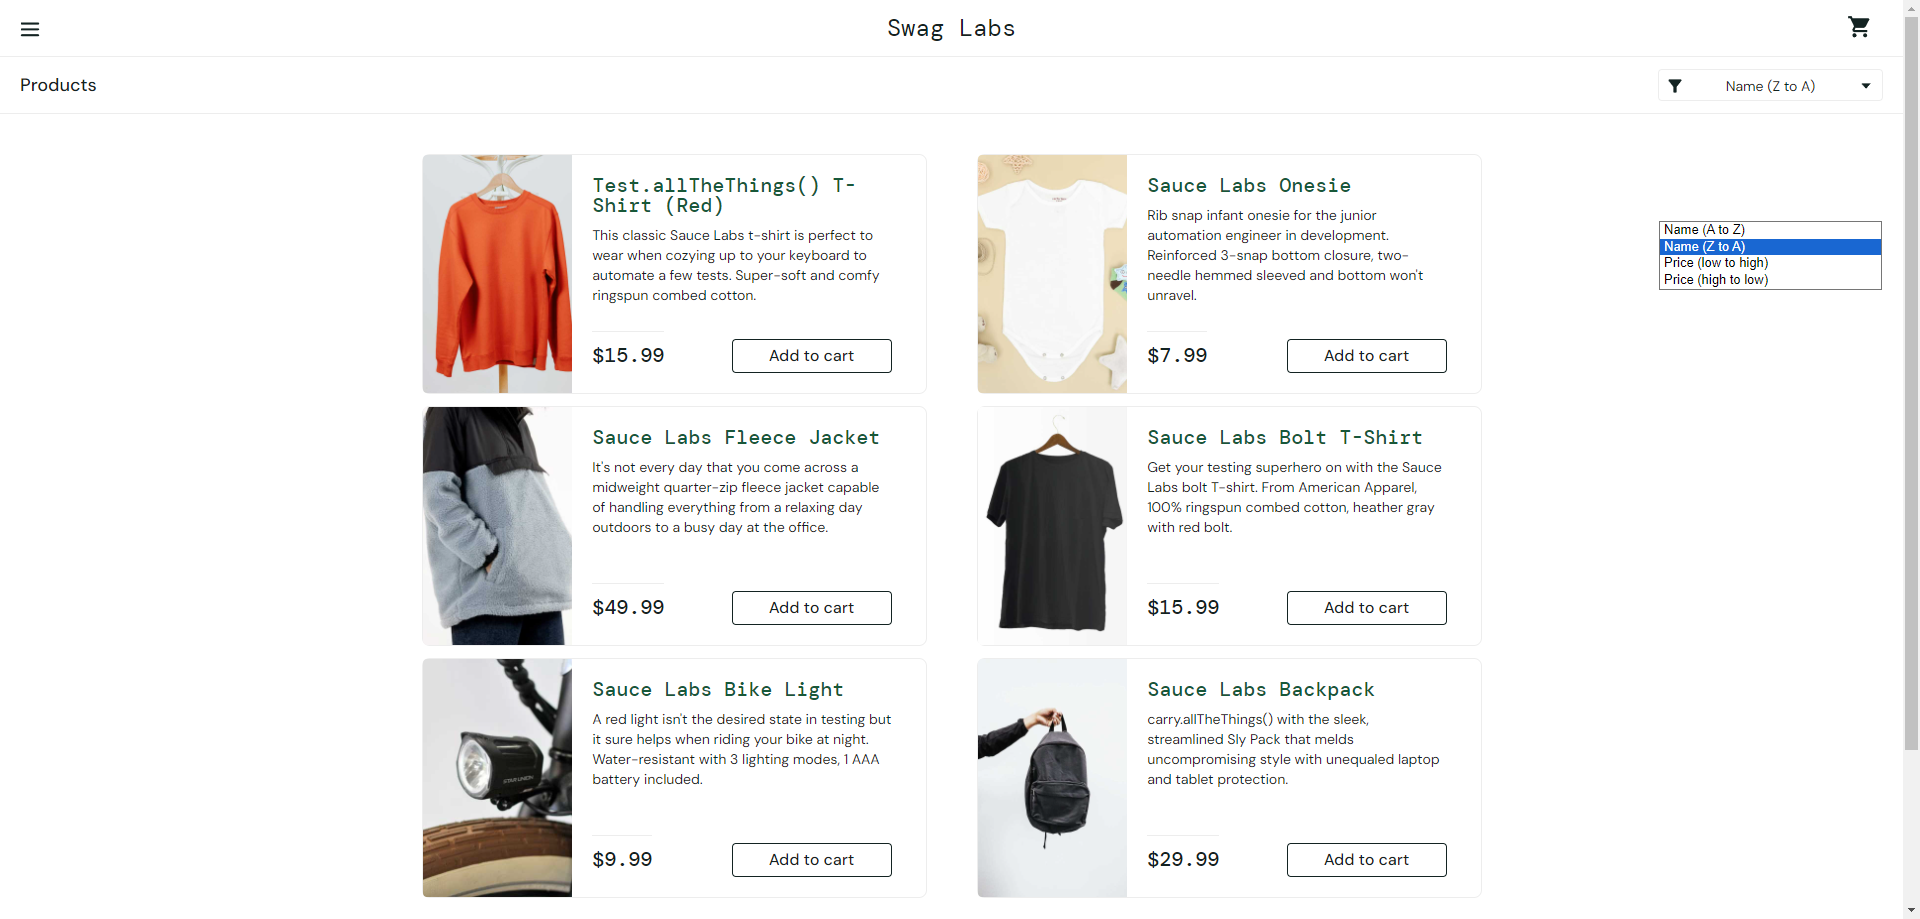 Swag Labs
Products
Name (Z to A)
Name (A to Z)
Name (Z to A)
Price (low to high)
Price (high to low)
Test.allTheThings() T-
Shirt (Red)
This classic Sauce Labs t-shirt is perfect to
wear when cozying up to your keyboard to
automate a few tests. Super-soft and comfy
ringspun combed cotton.
$15.99
Add to cart
Sauce Labs Onesie
Rib snap infant onesie for the junior
automation engineer in development.
Reinforced 3-snap bottom closure, two-
needle hemmed sleeved and bottom won't
unravel.
$7.99
Add to cart
Sauce Labs Fleece Jacket
It's not every day that you come across a
midweight quarter-zip fleece jacket capable
of handling everything from a relaxing day
outdoors to a busy day at the office.
$49.99
Add to cart
Sauce Labs Bolt T-Shirt
Get your testing superhero on with the Sauce
Labs bolt T-shirt. From American Apparel,
100% ringspun combed cotton, heather gray
with red bolt.
$15.99
Add to cart
Sauce Labs Bike Light
A red light isn't the desired state in testing but
it sure helps when riding your bike at night.
Water-resistant with 3 lighting modes, 1 AAA
battery included.
$9.99
Add to cart
Sauce Labs Backpack
carry.allTheThings() with the sleek,
streamlined Sly Pack that melds
uncompromising style with unequaled laptop
and tablet protection.
$29.99
Add to cart